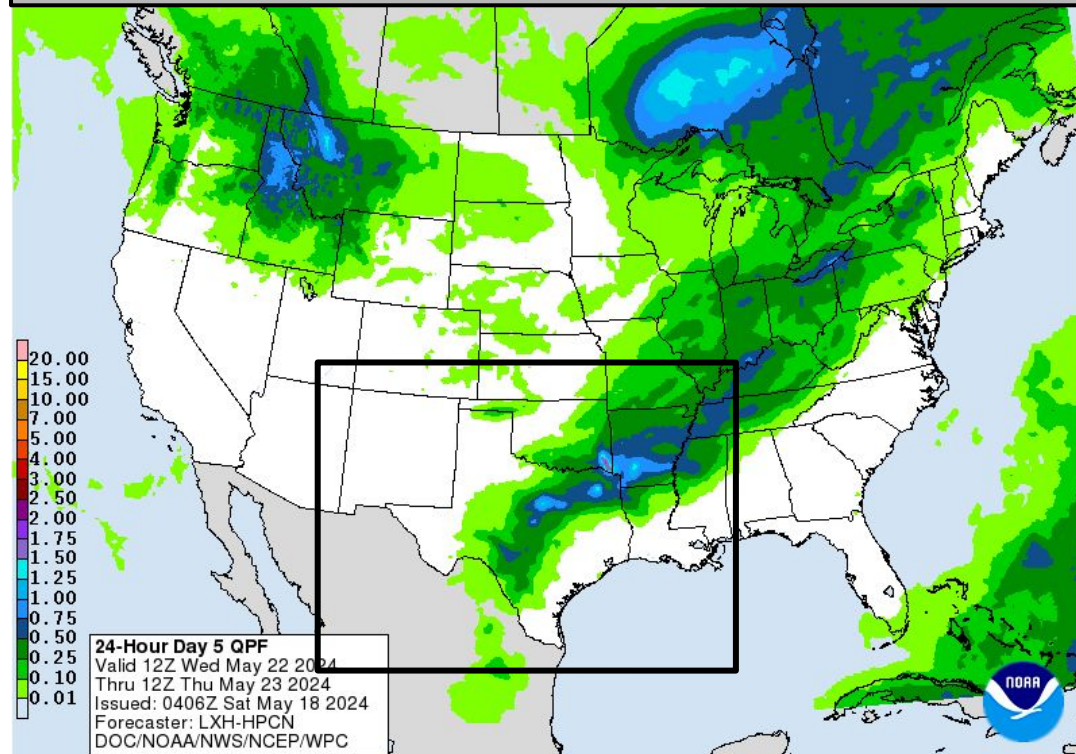 20.00
15.00
10.00
7.00
5.00
4.00
3.00
2.50
2.00
1.75
1.50
1.25
1.00
0.75
0.50
0.25
0.10
0.01
24-Hour Day 5 QPF
Valid 12Z Wed May 22 2024
Thru 12Z Thu May 23 2024
Issued: 0406Z Sat May 18 2024
Forecaster: LXH-HPCN
DOC/NOAA/NWS/NCEP/WPC
NOAA